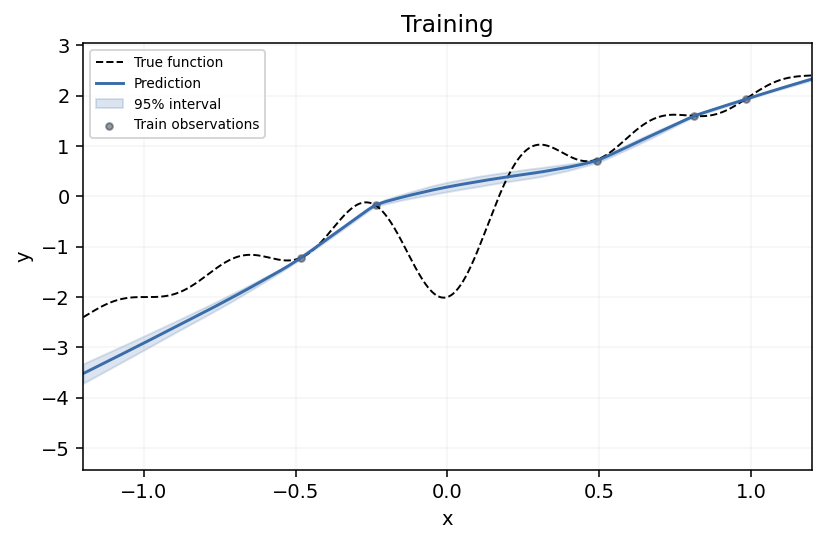 Training
3
2
1
0
−1
−2
−3
−4
−5
y
True function
Prediction
95% interval
Train observations
−1.0 −0.5 0.0 0.5 1.0
x